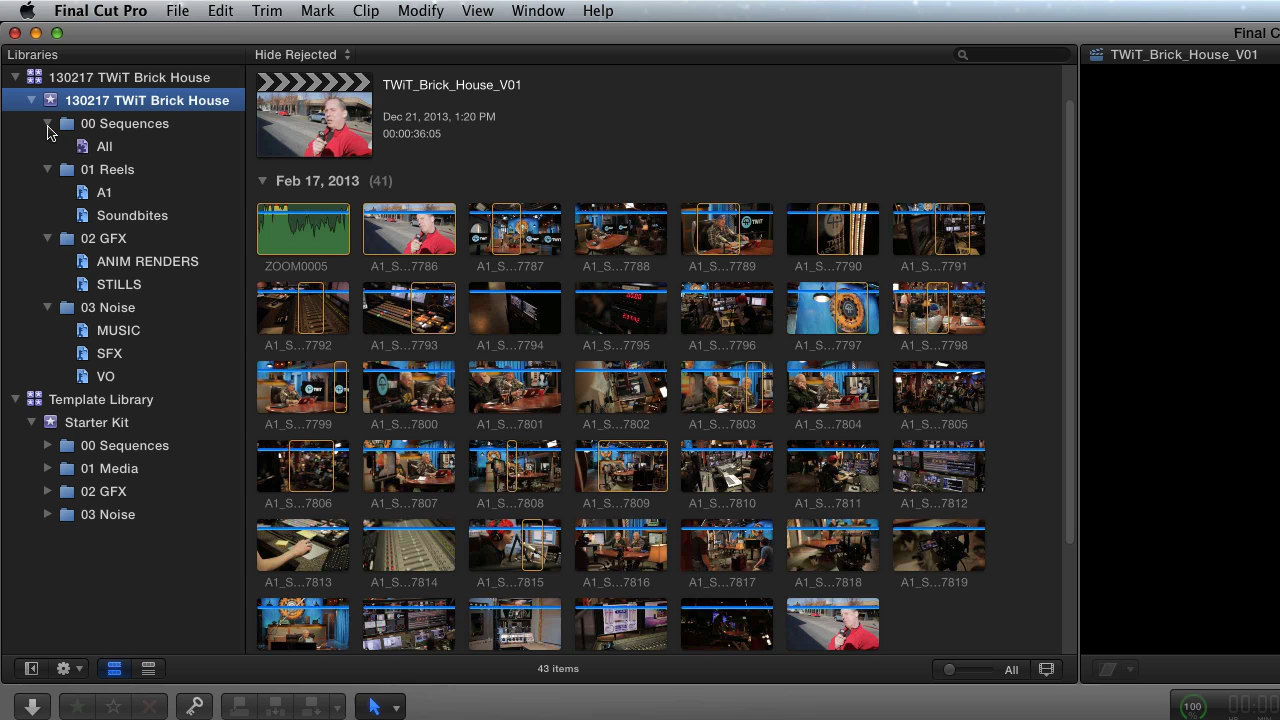 Final Cut Pro File Edit Trim Mark Clip Modify View Window Help
Final C
Libraries
Hide Rejected
TWiT_Brick_House_V01
130217 TWiT Brick House
130217 TWiT Brick House
00 Sequences
All
01 Reels
A1
Soundbites
02 GFX
ANIM RENDERS
STILLS
03 Noise
MUSIC
SFX
VO
Template Library
Starter Kit
00 Sequences
01 Media
02 GFX
03 Noise
TWiT_Brick_House_V01
Dec 21, 2013, 1:20 PM
00:00:36:05
Feb 17, 2013 (41)
ZOOM0005 A1_S...7786 A1_S...7787 A1_S...7788 A1_S...7789 A1_S...7790 A1_S...7791
A1_S...7792 A1_S...7793 A1_S...7794 A1_S...7795 A1_S...7796 A1_S...7797 A1_S...7798
A1_S...7799 A1_S...7800 A1_S...7801 A1_S...7802 A1_S...7803 A1_S...7804 A1_S...7805
A1_S...7806 A1_S...7807 A1_S...7808 A1_S...7809 A1_S...7810 A1_S...7811 A1_S...7812
A1_S...7813 A1_S...7814 A1_S...7815 A1_S...7816 A1_S...7817 A1_S...7818 A1_S...7819
43 items
All
100